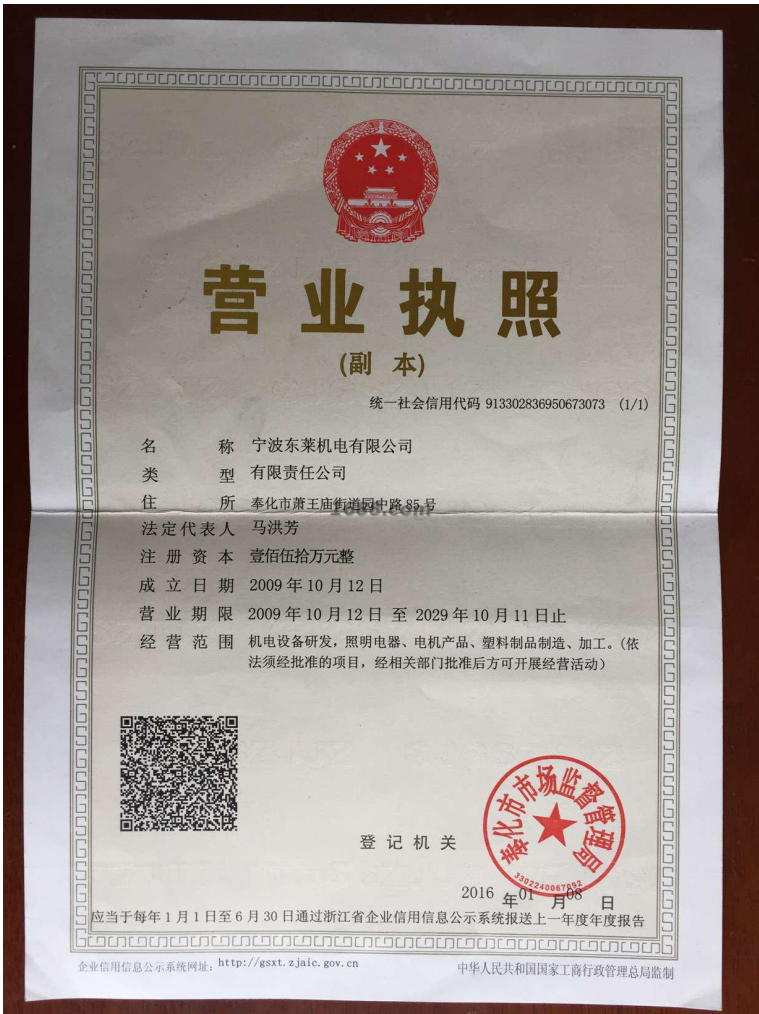 营业执照
(副 本)
统一社会信用代码 913302836950673073 (1/1)
名 称 宁波东莱机电有限公司
类 型 有限责任公司
住 所 奉化市萧王庙街道园中路85号
法定代表人 马洪芳
注册资本 壹佰伍拾万元整
成立日期 2009年10月12日
营业期限 2009年10月12日 至 2029年10月11日止
经营范围 机电设备研发，照明电器、电机产品、塑料制品制造、加工。(依
法须经批准的项目，经相关部门批准后方可开展经营活动)
奉化市市场监督管理局
登记机关
3302240067092
2016 年 01 月 08 日
应当于每年1月1日至6月30日通过浙江省企业信用信息公示系统报送上一年度年度报告
企业信用信息公示系统网址: http://gsxt.zjaic.gov.cn
中华人民共和国国家工商行政管理总局监制